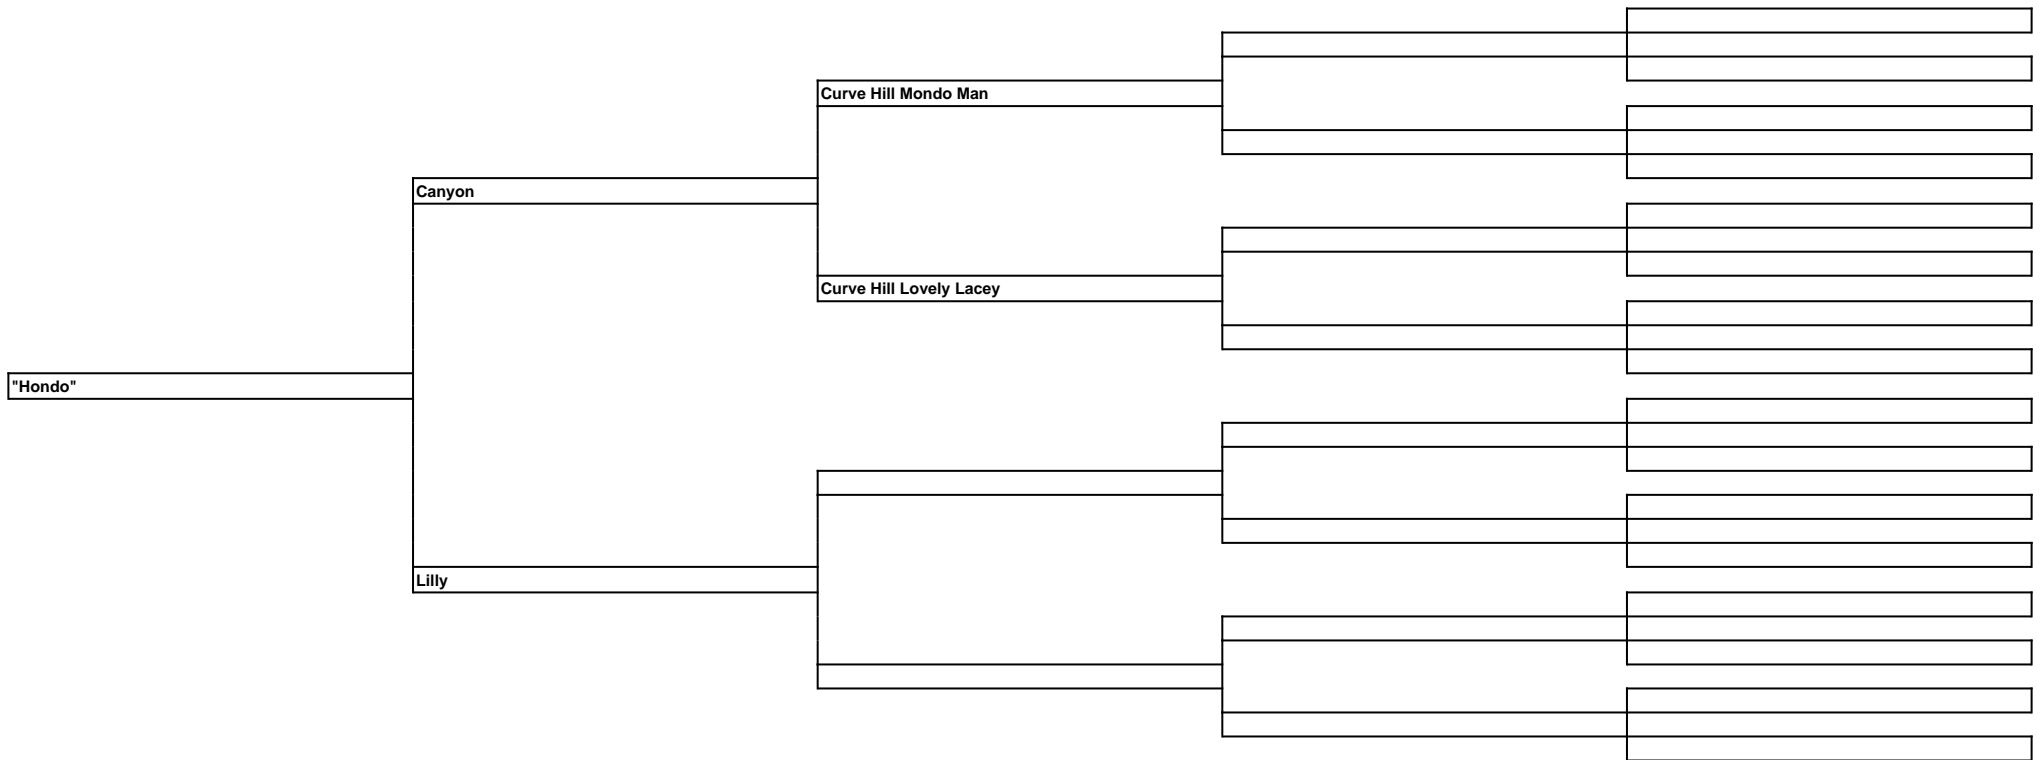 Curve Hill Mondo Man
Canyon
Curve Hill Lovely Lacey
"Hondo"
Lilly